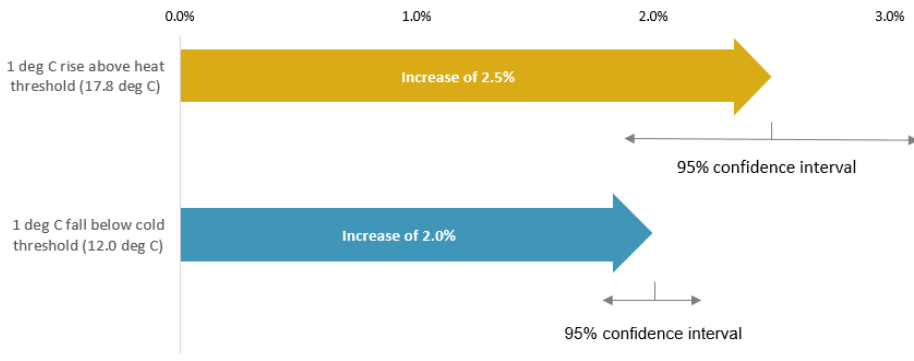 0.0% 1.0% 2.0% 3.0%
1 deg C rise above heat
threshold (17.8 deg C)
Increase of 2.5%
95% confidence interval
1 deg C fall below cold
threshold (12.0 deg C)
Increase of 2.0%
95% confidence interval